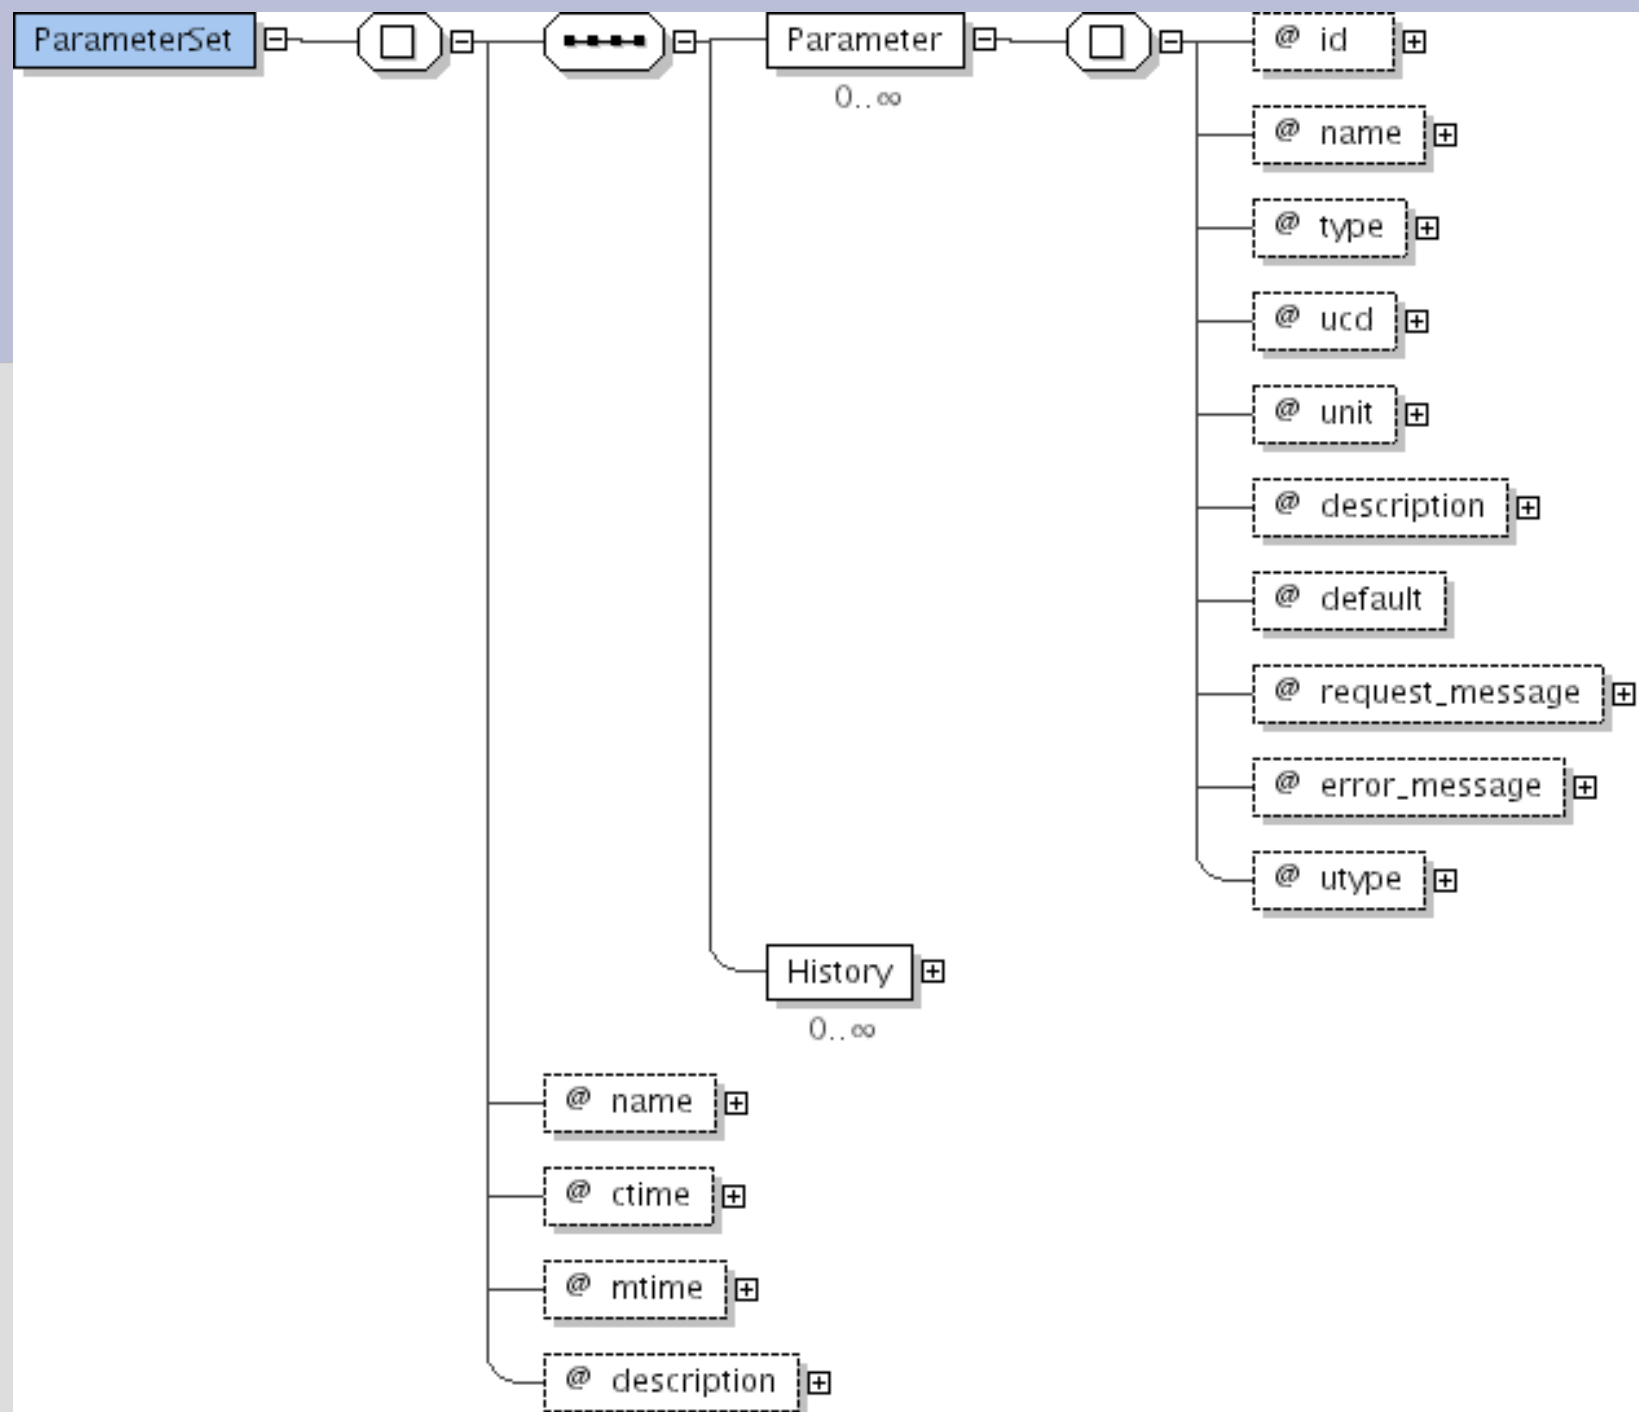 ParameterSet
Parameter
0..∞
@ id
@ name
@ type
@ ucd
@ unit
@ description
@ default
@ request_message
@ error_message
@ utype
History
0..∞
@ name
@ ctime
@ mtime
@ description